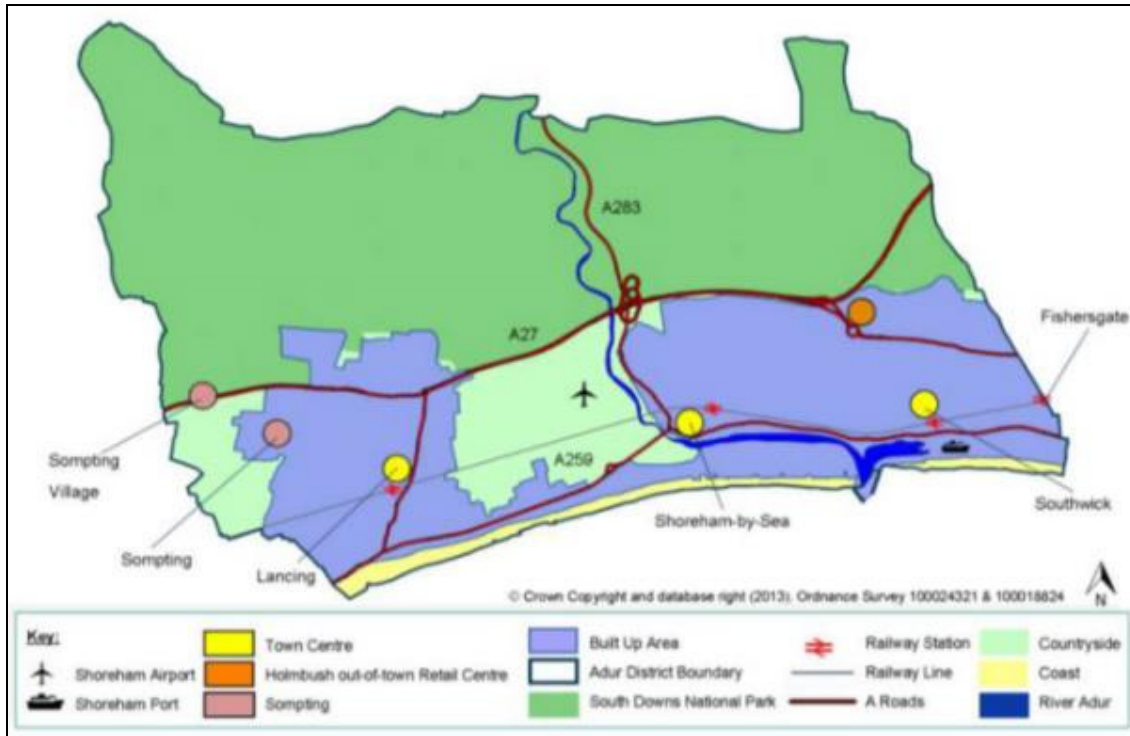 A283
A27
Fishersgate
A259
Sompting
Village
Shoreham-by-Sea
Southwick
Sompting
Lancing
© Crown Copyright and database right (2013). Ordnance Survey 100024321 & 100018824
N
Key:
Shoreham Airport
Shoreham Port
Town Centre
Holmbush out-of-town Retail Centre
Sompting
Built Up Area
Adur District Boundary
South Downs National Park
Railway Station
Railway Line
A Roads
Countryside
Coast
River Adur